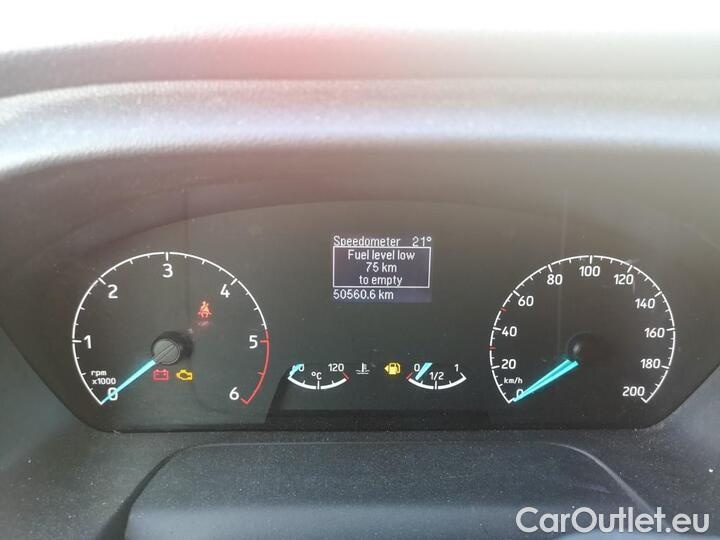 Speedometer 21°
Fuel level low
75 km
to empty
50560.6 km
0 1 2 3 4 5 6
rpm
x1000
120
°C
0 1/2 1
0 20 40 60 80 100 120 140 160 180 200
km/h
CarOutlet.eu